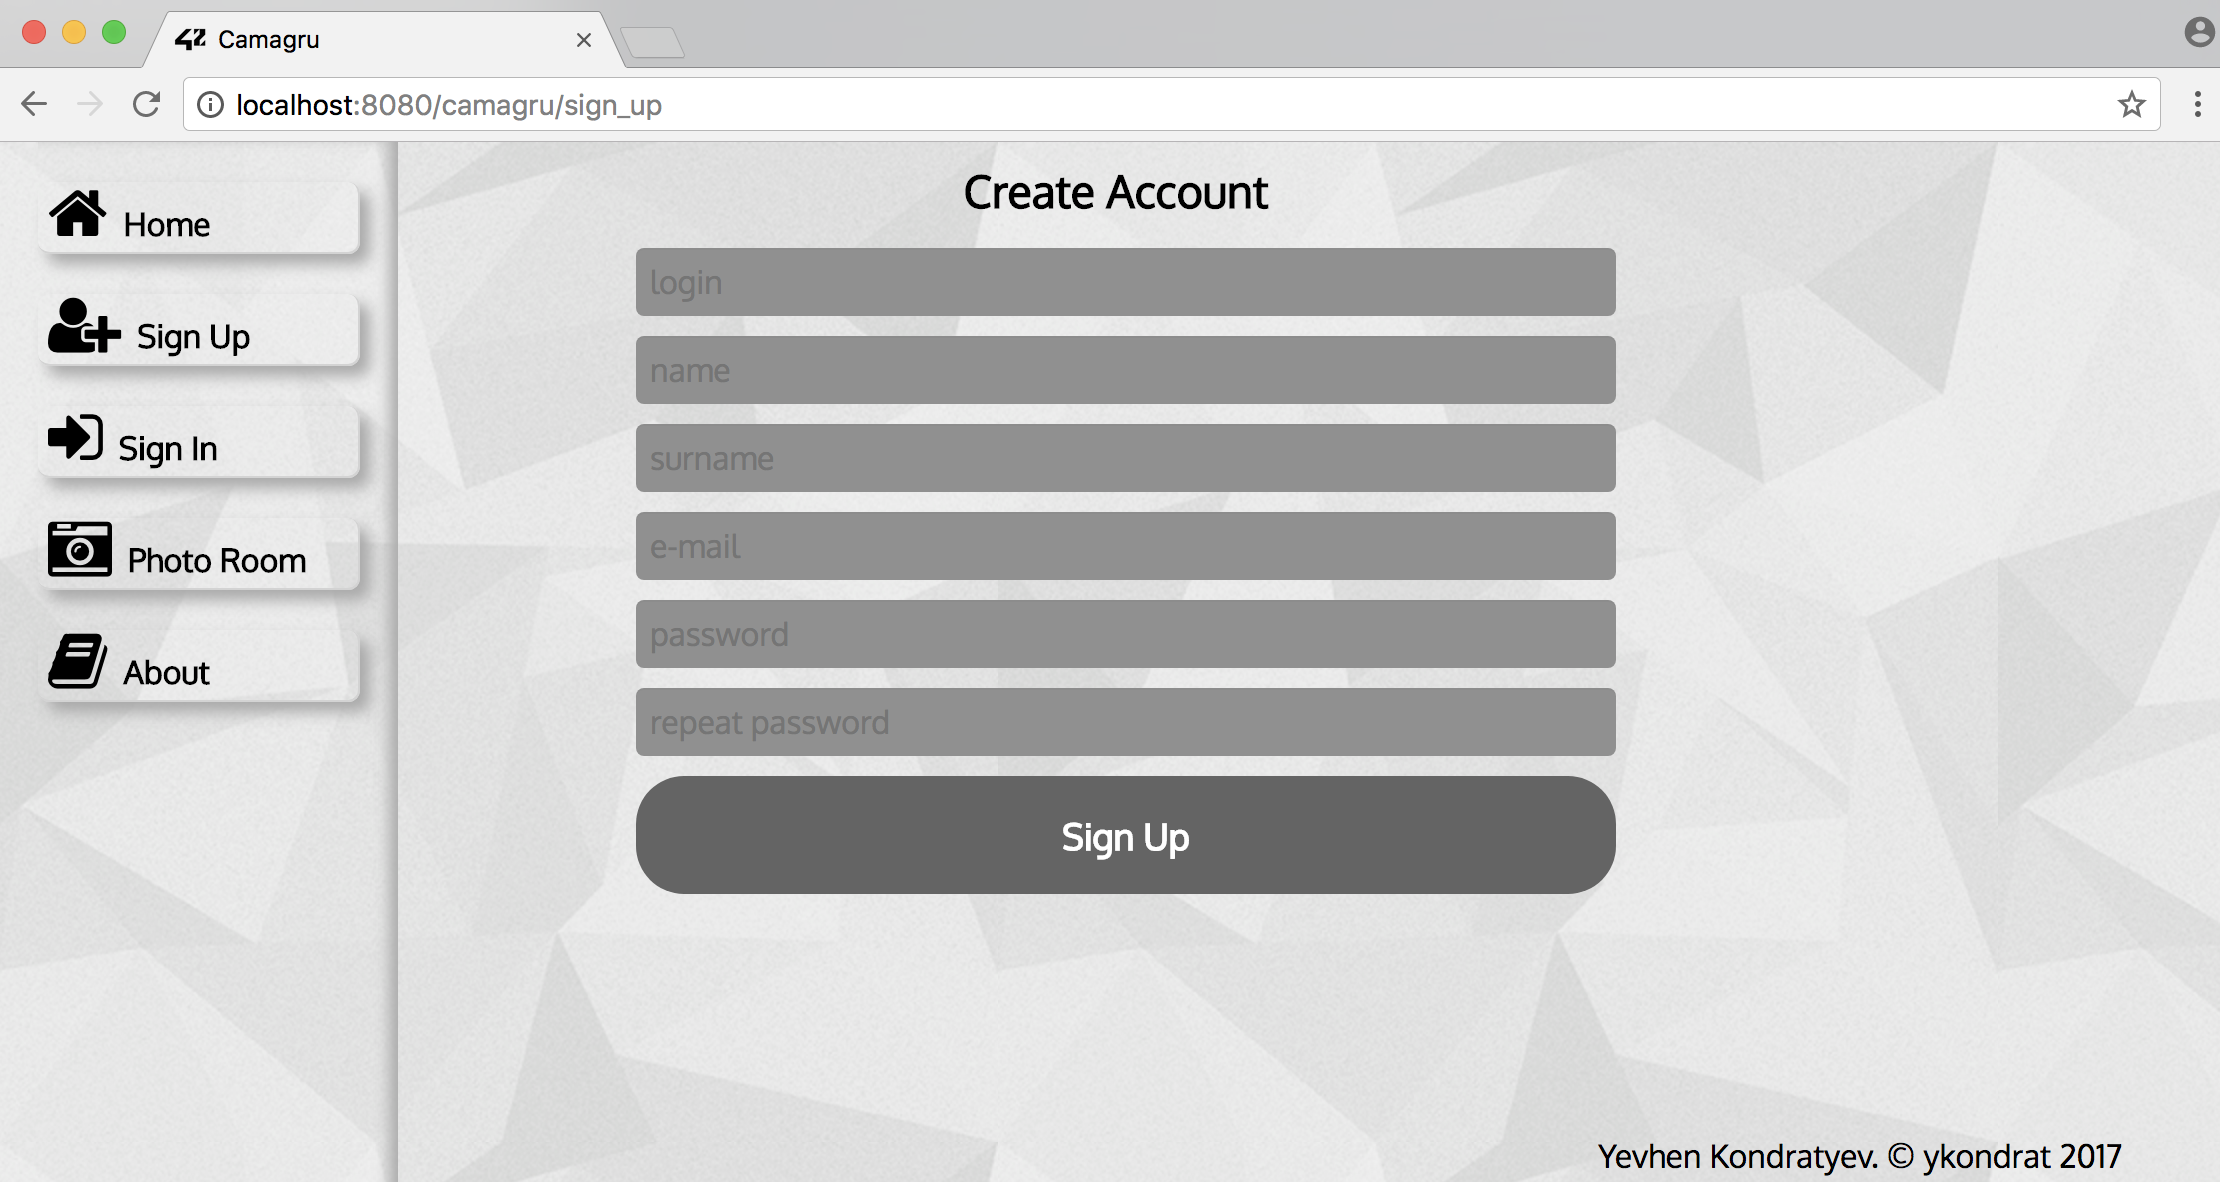 42 Camagru
localhost:8080/camagru/sign_up
Home
Sign Up
Sign In
Photo Room
About
Create Account
login
name
surname
e-mail
password
repeat password
Sign Up
Yevhen Kondratyev. © ykondrat 2017